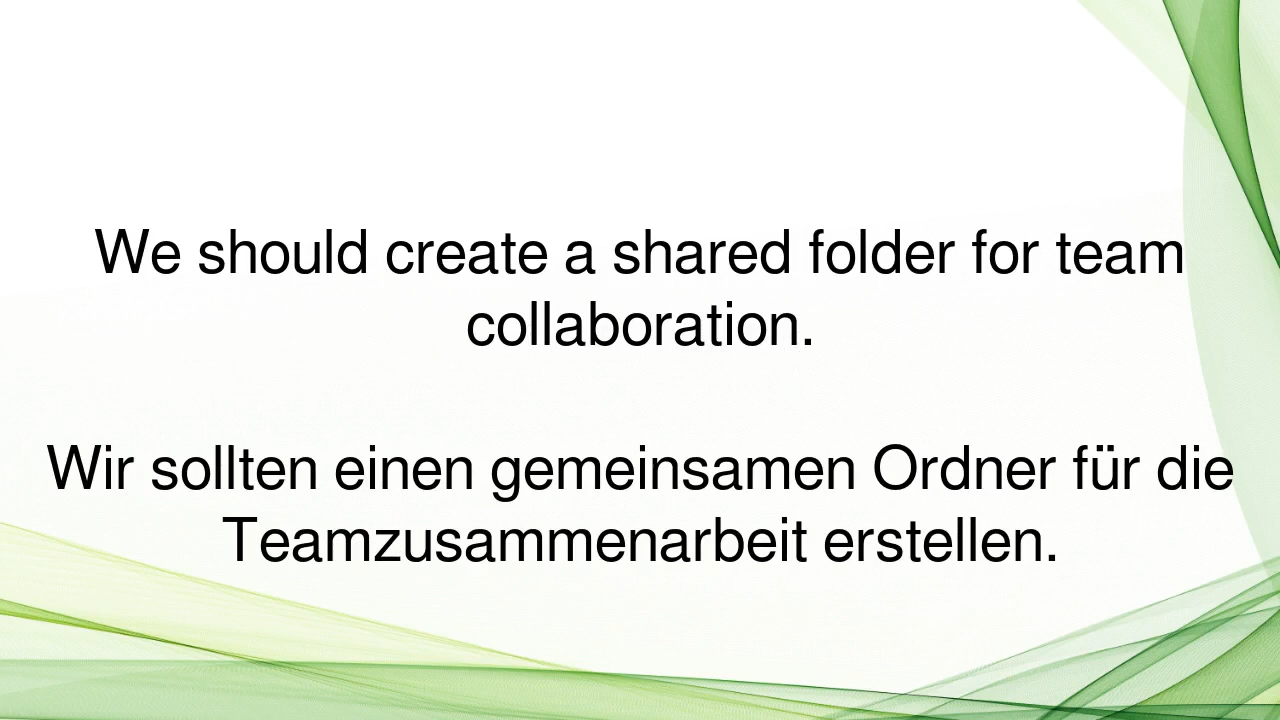 We should create a shared folder for team
collaboration.
Wir sollten einen gemeinsamen Ordner für die
Teamzusammenarbeit erstellen.